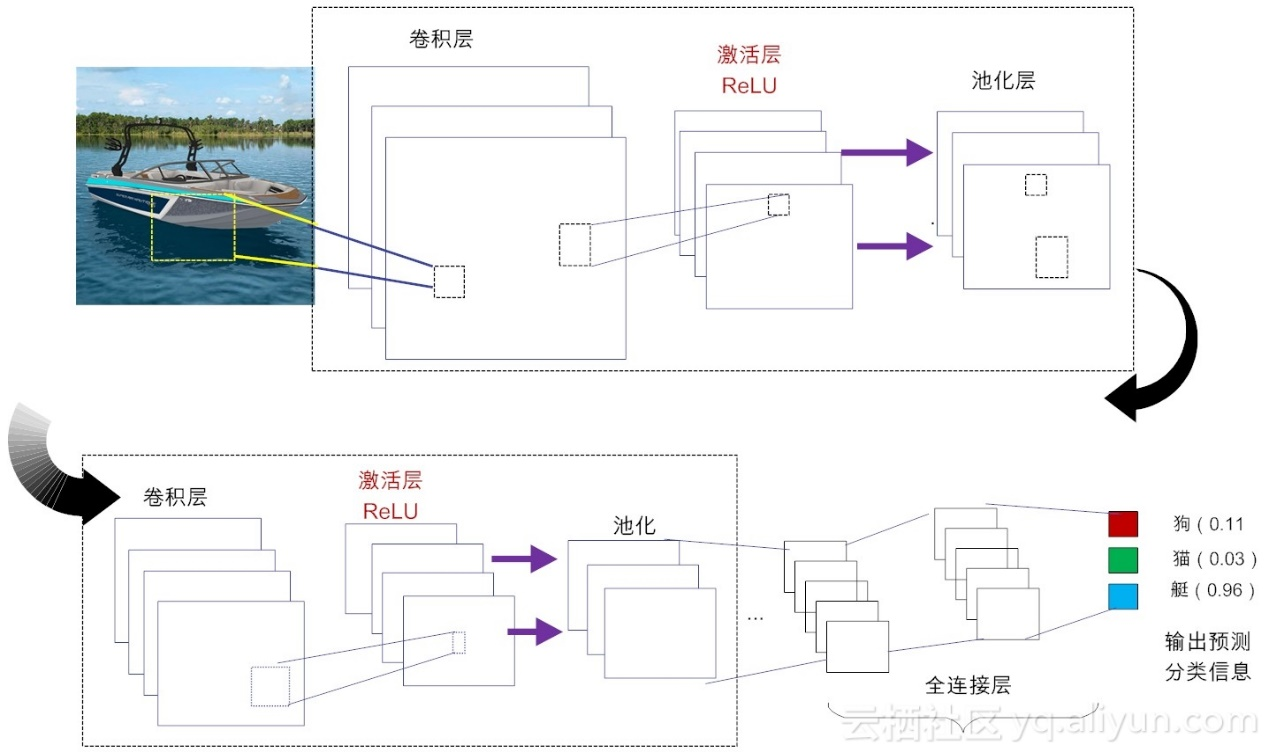 卷积层
激活层
ReLU
池化层
卷积层
激活层
ReLU
池化
...
狗（0.11
猫（0.03）
艇（0.96）
输出预测
分类信息
全连接层
云栖社区 yq.aliyun.com